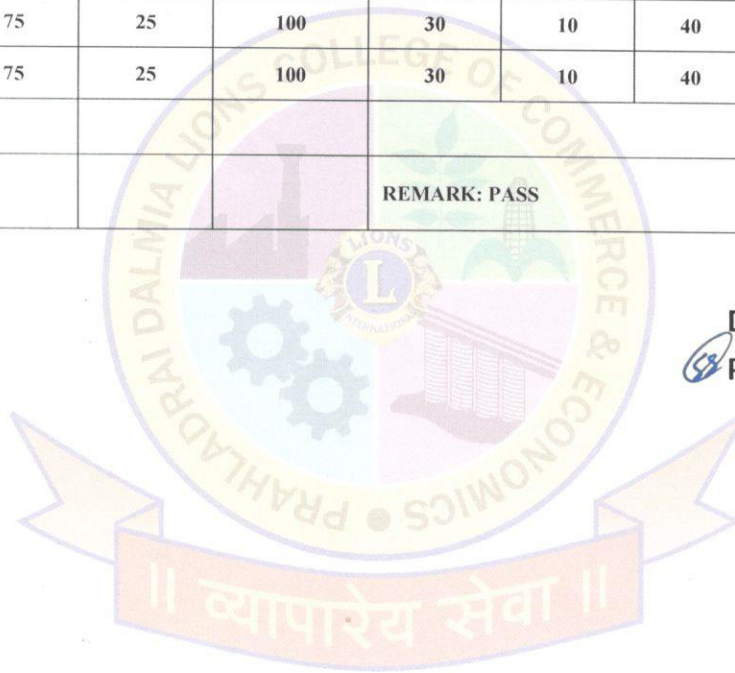 75 25 100 30 10 40
75 25 100 30 10 40
REMARK: PASS
PRAHLADRAI DALMIA LIONS COLLEGE OF COMMERCE & ECONOMICS
LIONS
L
INTERNATIONAL
|| व्यापारेय सेवा ||